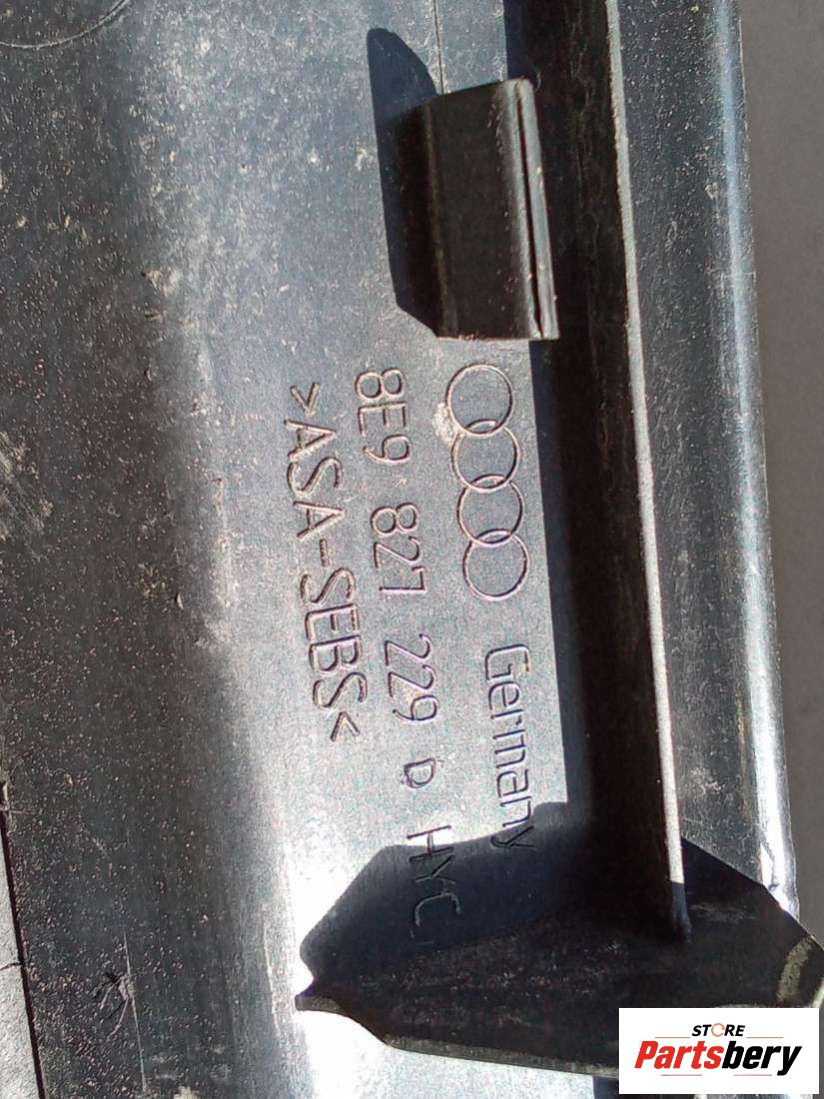 Germany
8E9 827 229 D HYC
>ASA-SEBS<
STORE
Partsbery